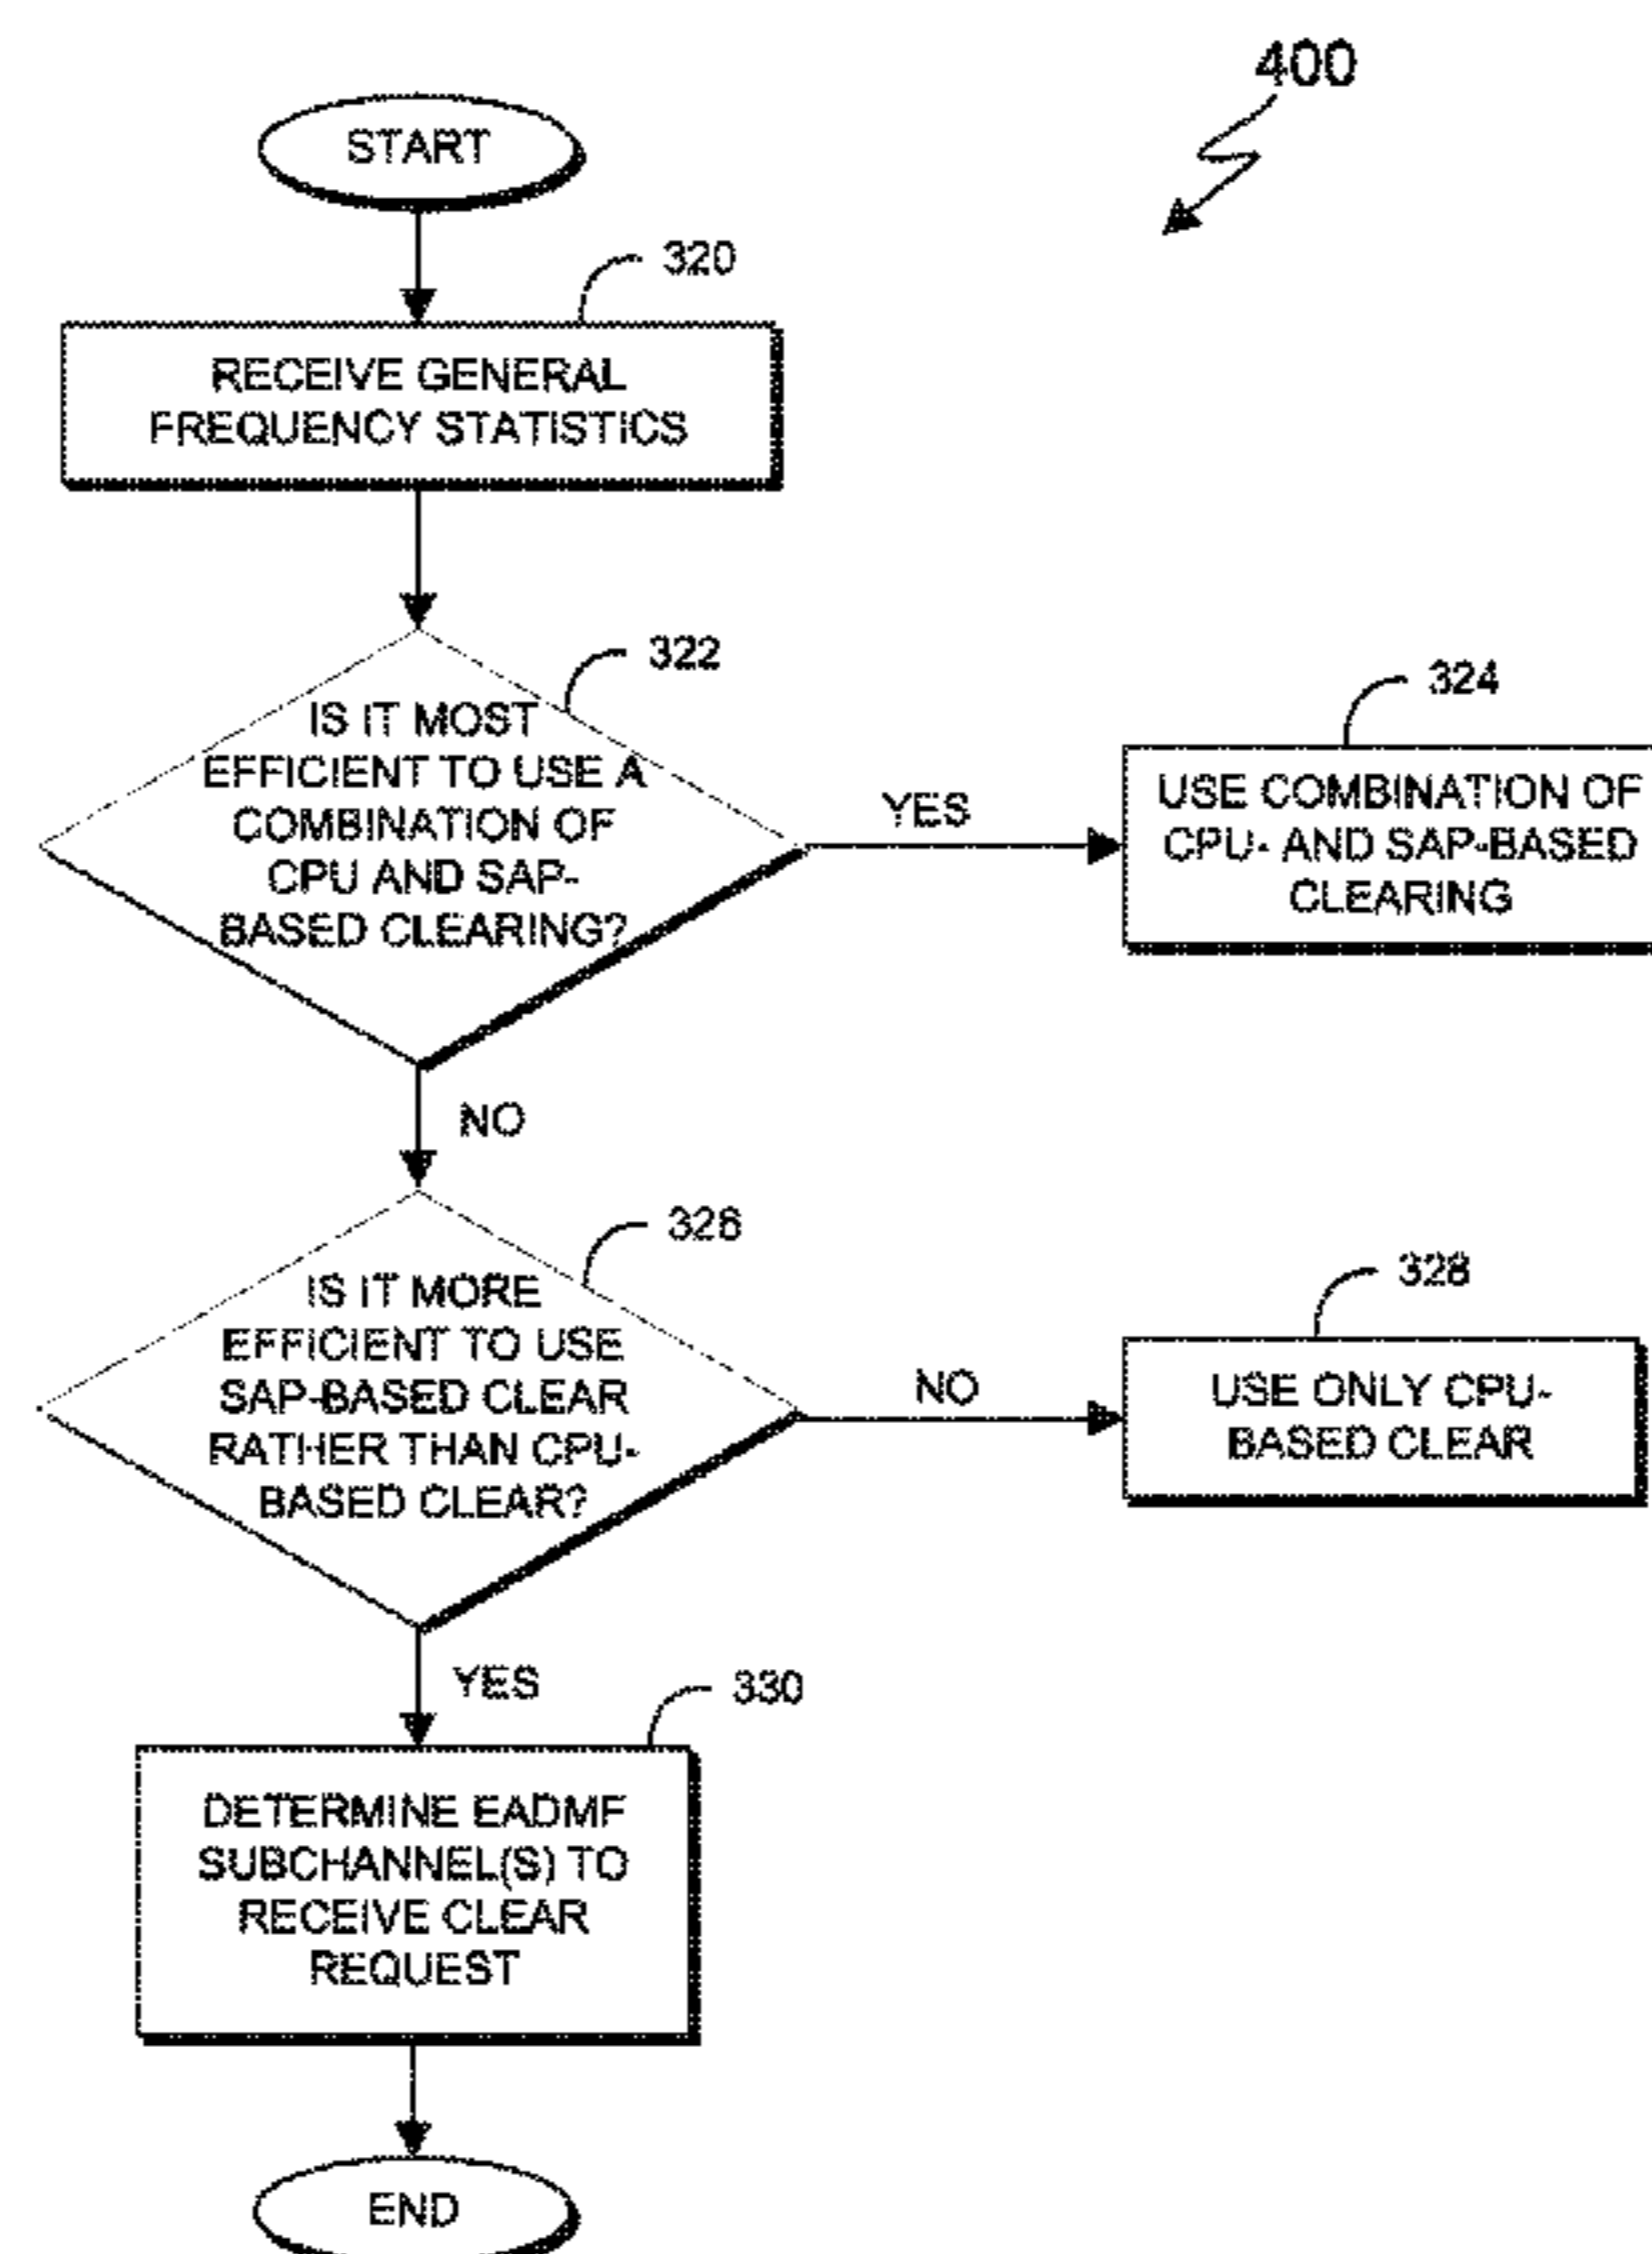 400
START
320
RECEIVE GENERAL
FREQUENCY STATISTICS
322
IS IT MOST
EFFICIENT TO USE A
COMBINATION OF
CPU AND SAP-
BASED CLEARING?
YES
324
USE COMBINATION OF
CPU- AND SAP-BASED
CLEARING
NO
326
IS IT MORE
EFFICIENT TO USE
SAP-BASED CLEAR
RATHER THAN CPU-
BASED CLEAR?
NO
328
USE ONLY CPU-
BASED CLEAR
YES
330
DETERMINE EADMF
SUBCHANNEL(S) TO
RECEIVE CLEAR
REQUEST
END